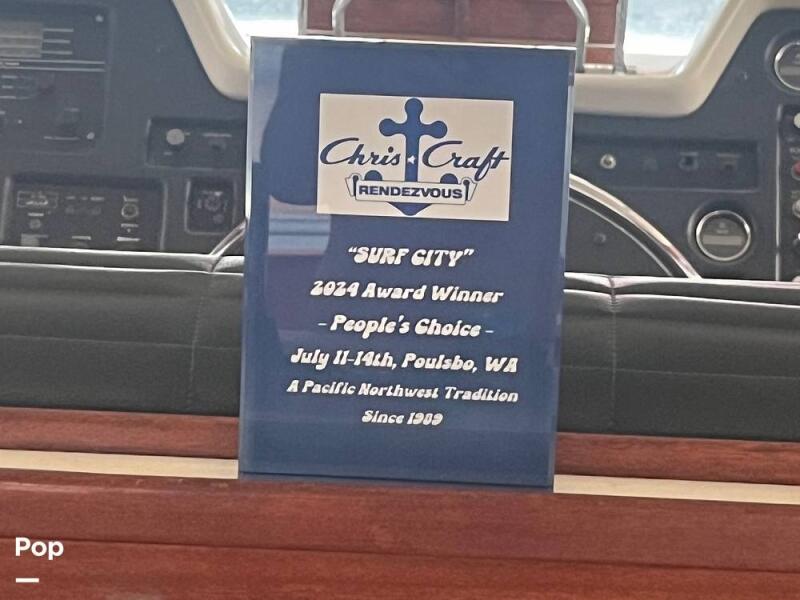 Chris Craft
RENDEZVOUS
"SURF CITY"
2024 Award Winner
- People's Choice -
July 11-14th, Poulsbo, WA
A Pacific Northwest Tradition
Since 1989
Pop